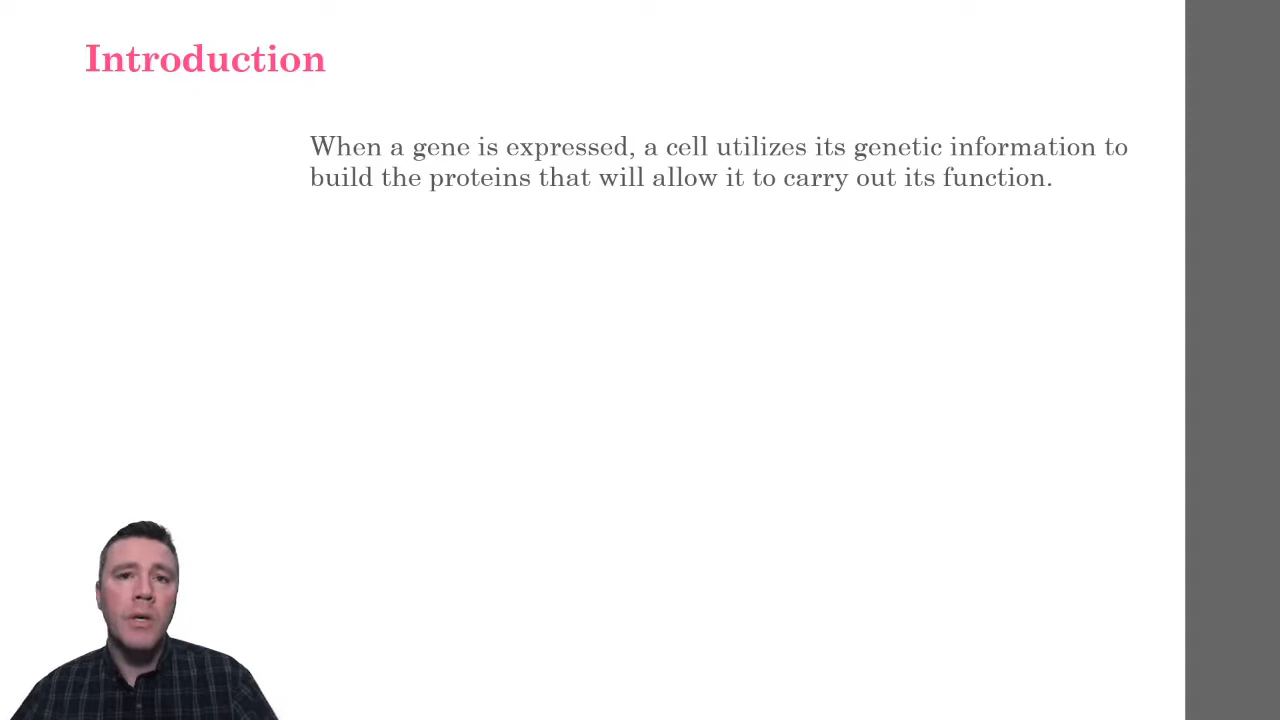 Introduction
When a gene is expressed, a cell utilizes its genetic information to
build the proteins that will allow it to carry out its function.